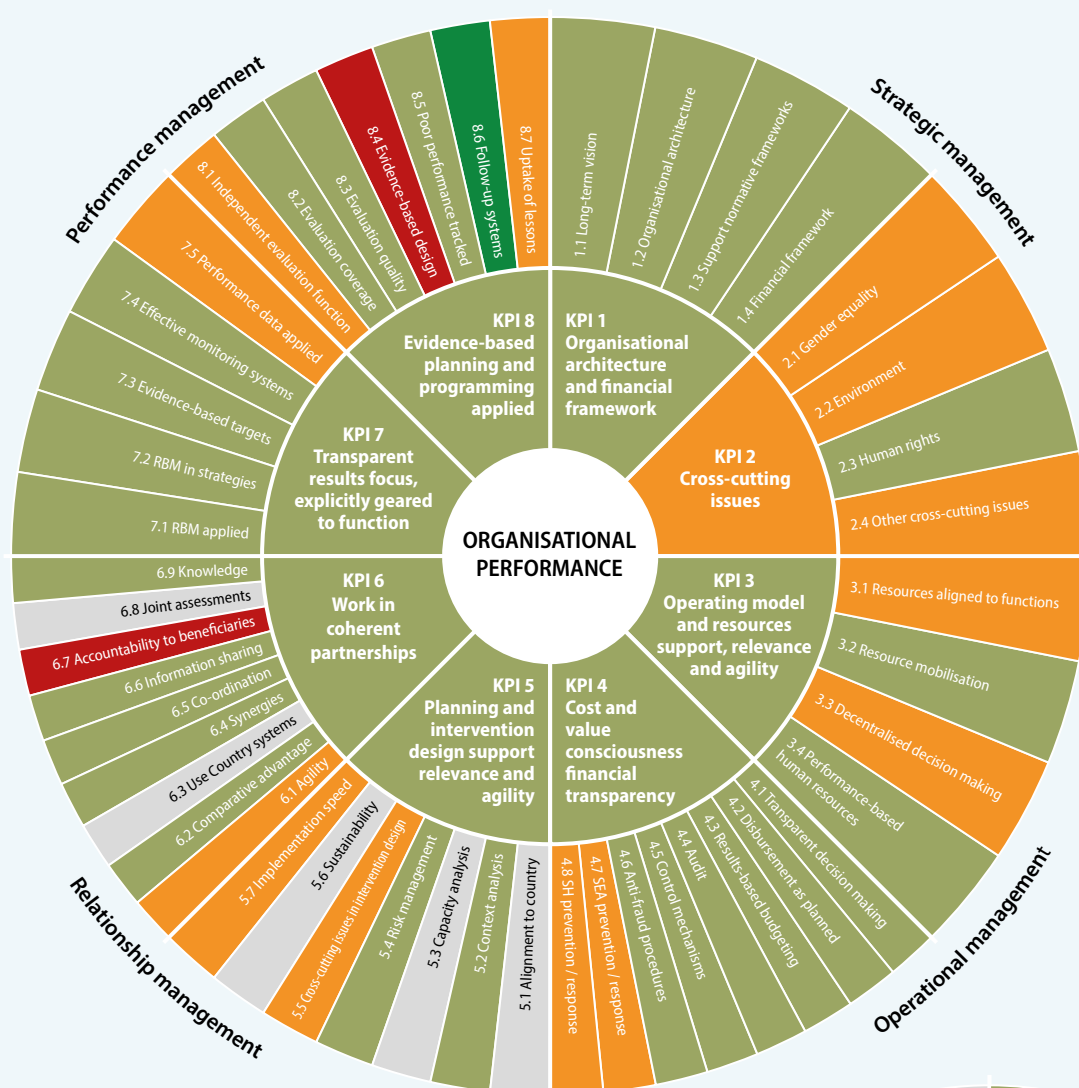 Performance management
Strategic management
Operational management
Relationship management
ORGANISATIONAL
PERFORMANCE
KPI 1
Organisational
architecture
and financial
framework
1.1 Long-term vision
1.2 Organisational architecture
1.3 Support normative frameworks
1.4 Financial framework
KPI 2
Cross-cutting
issues
2.1 Gender equality
2.2 Environment
2.3 Human rights
2.4 Other cross-cutting issues
KPI 3
Operating model
and resources
support, relevance
and agility
3.1 Resources aligned to functions
3.2 Resource mobilisation
3.3 Decentralised decision making
3.4 Performance-based
human resources
KPI 4
Cost and
value
consciousness
financial
transparency
4.1 Transparent decision making
4.2 Disbursement as planned
4.3 Results-based budgeting
4.4 Audit
4.5 Control mechanisms
4.6 Anti-fraud procedures
4.7 SEA prevention / response
4.8 SH prevention / response
KPI 5
Planning and
intervention
design support
relevance and
agility
5.1 Alignment to country
5.2 Context analysis
5.3 Capacity analysis
5.4 Risk management
5.5 Cross-cutting issues in intervention design
5.6 Sustainability
5.7 Implementation speed
KPI 6
Work in
coherent
partnerships
6.1 Agility
6.2 Comparative advantage
6.3 Use Country systems
6.4 Synergies
6.5 Co-ordination
6.6 Information sharing
6.7 Accountability to beneficiaries
6.8 Joint assessments
6.9 Knowledge
KPI 7
Transparent
results focus,
explicitly geared
to function
7.1 RBM applied
7.2 RBM in strategies
7.3 Evidence-based targets
7.4 Effective monitoring systems
7.5 Performance data applied
KPI 8
Evidence-based
planning and
programming
applied
8.1 Independent evaluation function
8.2 Evaluation coverage
8.3 Evaluation quality
8.4 Evidence-based design
8.5 Poor performance tracked
8.6 Follow-up systems
8.7 Uptake of lessons